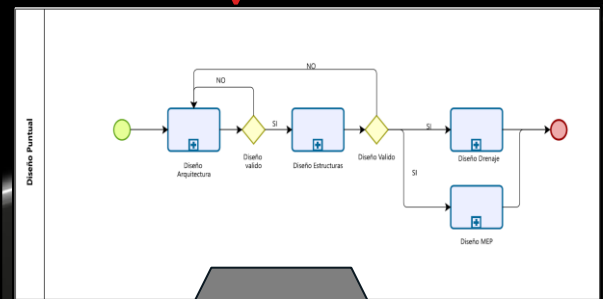 Diseño Puntual
NO
NO
SI
SI
SI
Diseño
Arquitectura
Diseño
valido
Diseño Estructuras
Diseño Valido
Diseño Drenaje
Diseño MEP